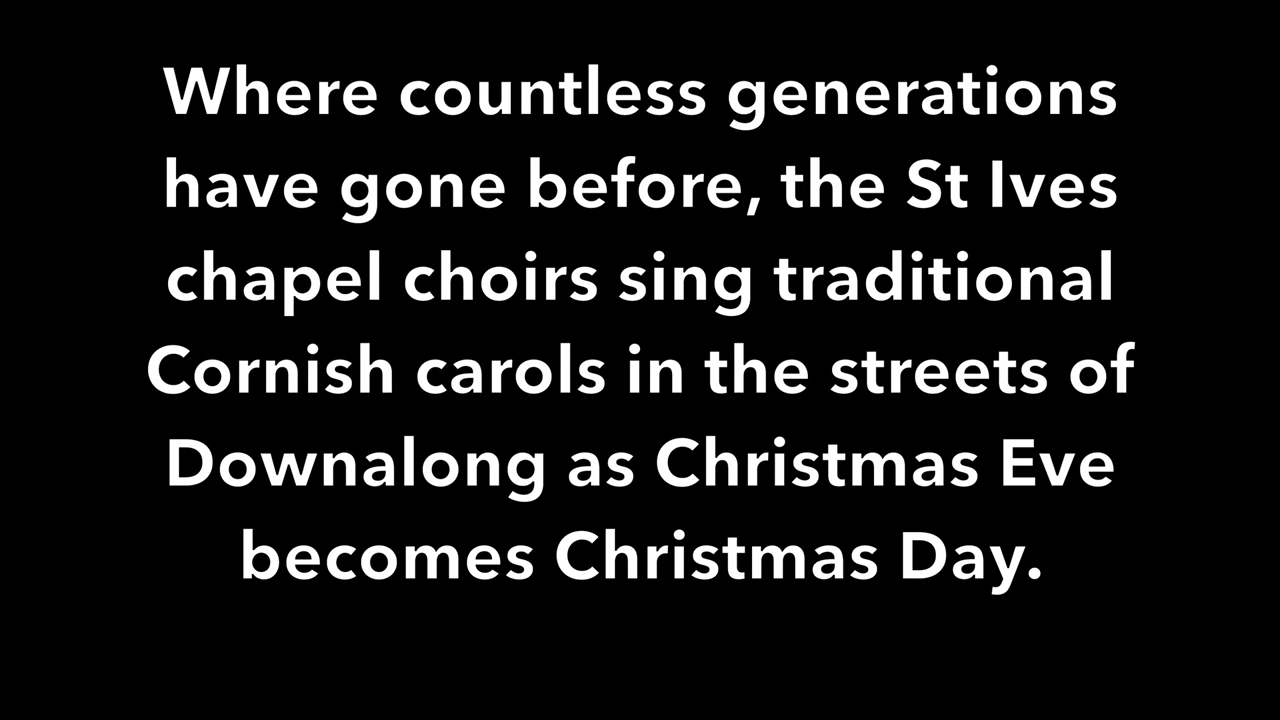 Where countless generations
have gone before, the St Ives
chapel choirs sing traditional
Cornish carols in the streets of
Downalong as Christmas Eve
becomes Christmas Day.